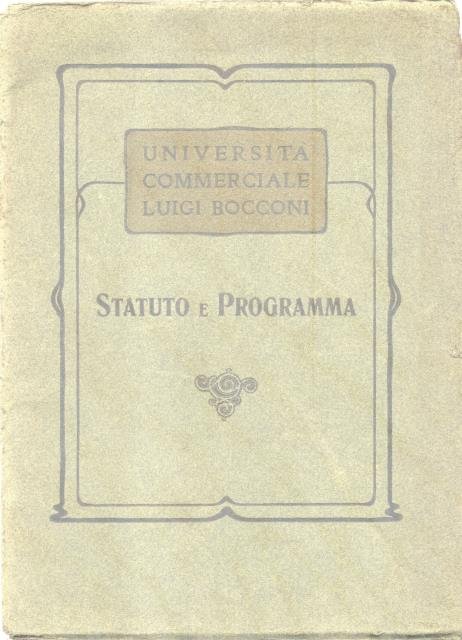 UNIVERSITA
COMMERCIALE
LUIGI BOCCONI
STATUTO E PROGRAMMA